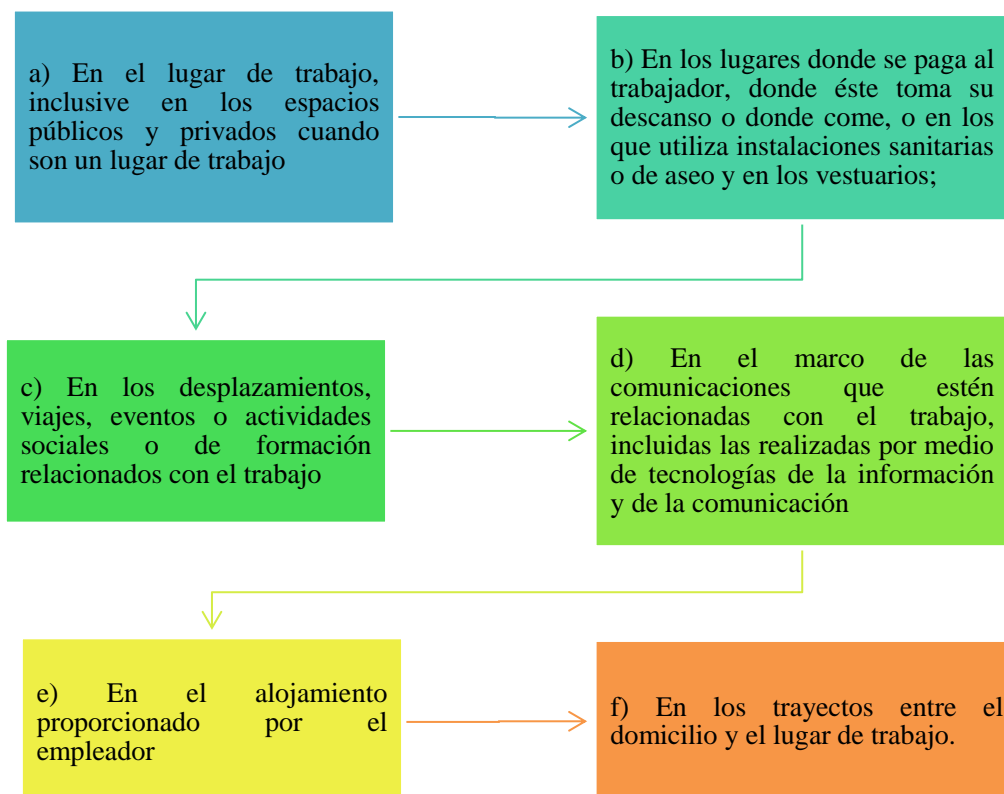 a) En el lugar de trabajo,
inclusive en los espacios
públicos y privados cuando
son un lugar de trabajo
b) En los lugares donde se paga al
trabajador, donde éste toma su
descanso o donde come, o en los
que utiliza instalaciones sanitarias
o de aseo y en los vestuarios;
c) En los desplazamientos,
viajes, eventos o actividades
sociales o de formación
relacionados con el trabajo
d) En el marco de las
comunicaciones que estén
relacionadas con el trabajo,
incluidas las realizadas por medio
de tecnologías de la información
y de la comunicación
e) En el alojamiento
proporcionado por el
empleador
f) En los trayectos entre el
domicilio y el lugar de trabajo.